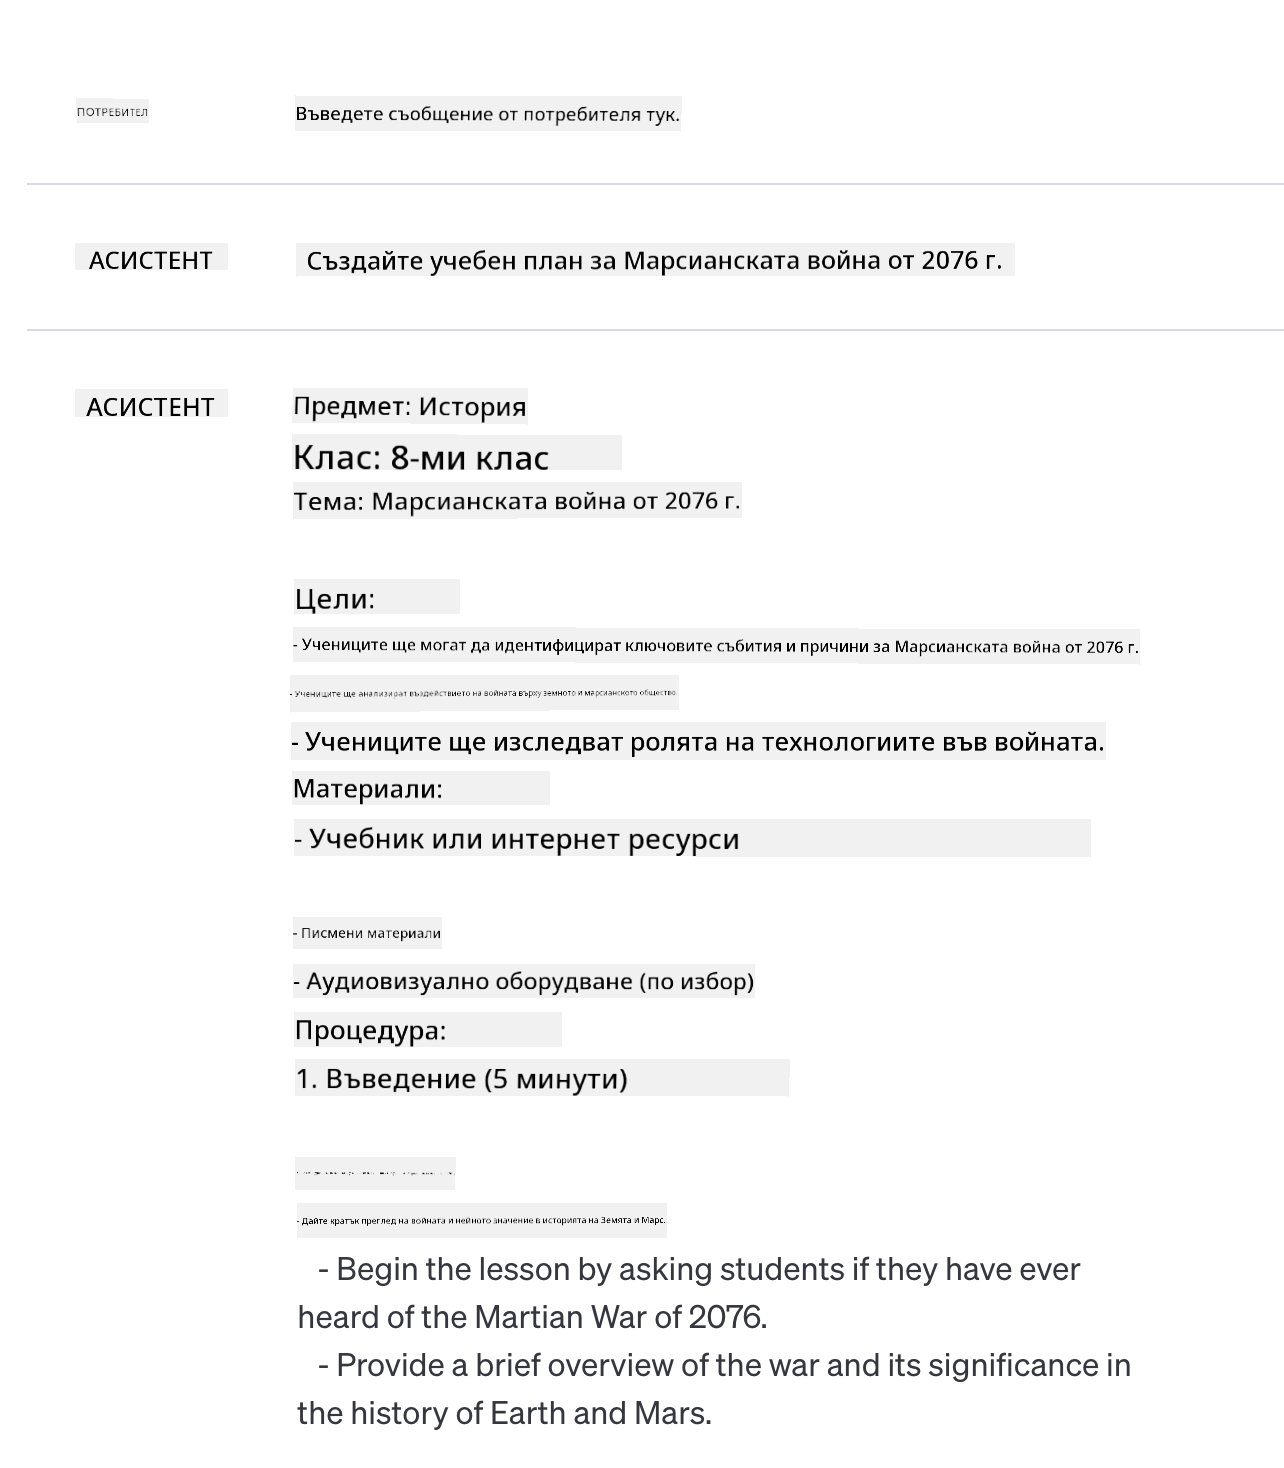 ПОТРЕБИТЕЛ
Въведете съобщение от потребителя тук.
АСИСТЕНТ
Създайте учебен план за Марсианската война от 2076 г.
АСИСТЕНТ
Предмет: История
Клас: 8-ми клас
Тема: Марсианската война от 2076 г.
Цели:
- Учениците ще могат да идентифицират ключовите събития и причини за Марсианската война от 2076 г.
- Учениците ще анализират въздействието на войната върху земното и марсианското общество.
- Учениците ще изследват ролята на технологиите във войната.
Материали:
- Учебник или интернет ресурси
- Писмени материали
- Аудиовизуално оборудване (по избор)
Процедура:
1. Въведение (5 минути)
- Дайте кратък преглед на войната и нейното значение в историята на Земята и Марс.
- Begin the lesson by asking students if they have ever
heard of the Martian War of 2076.
- Provide a brief overview of the war and its significance in
the history of Earth and Mars.